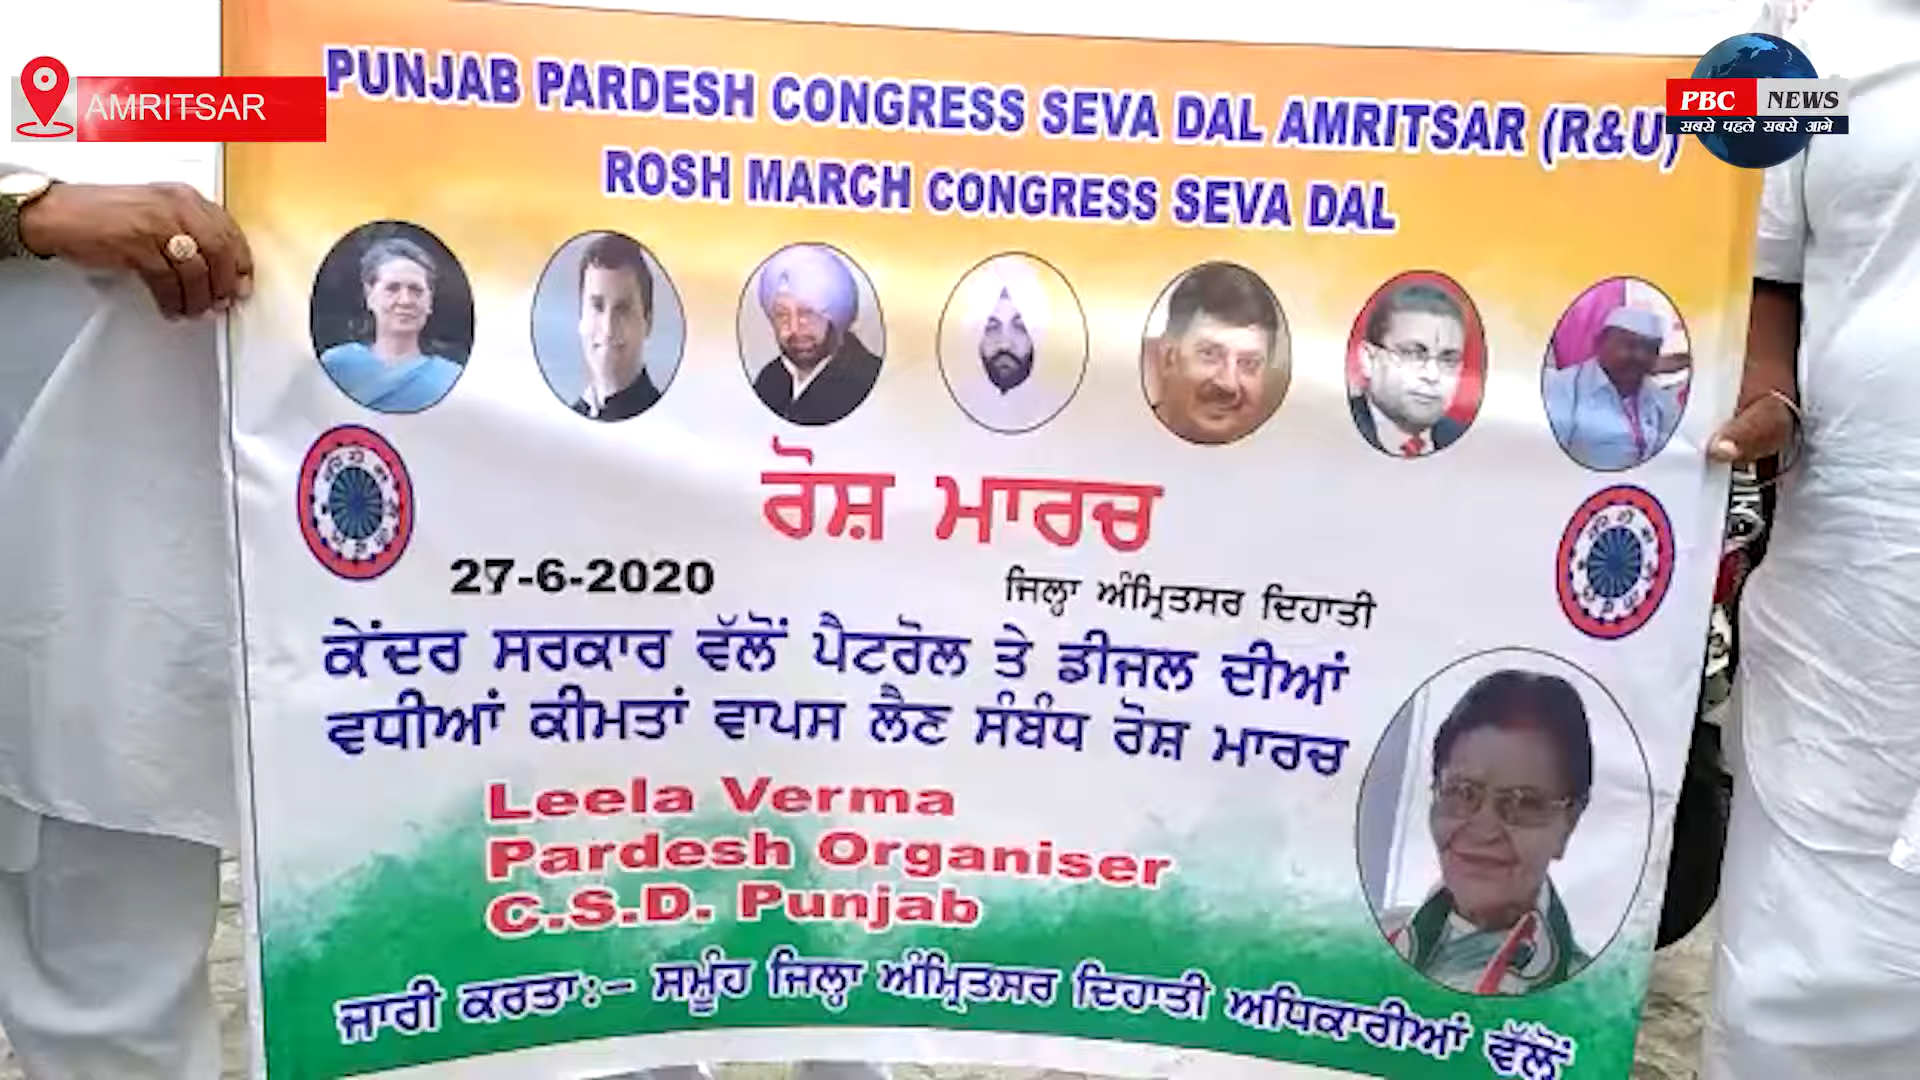 AMRITSAR
PBC NEWS
सबसे पहले सबसे आगे
PUNJAB PARDESH CONGRESS SEVA DAL AMRITSAR (R&U)
ROSH MARCH CONGRESS SEVA DAL
ਰੋਸ਼ ਮਾਰਚ
27-6-2020
ਜਿਲ੍ਹਾ ਅੰਮ੍ਰਿਤਸਰ ਦਿਹਾਤੀ
ਕੇਂਦਰ ਸਰਕਾਰ ਵੱਲੋਂ ਪੈਟਰੋਲ ਤੇ ਡੀਜਲ ਦੀਆਂ
ਵਧੀਆਂ ਕੀਮਤਾਂ ਵਾਪਸ ਲੈਣ ਸੰਬੰਧ ਰੋਸ਼ ਮਾਰਚ
Leela Verma
Pardesh Organiser
C.S.D. Punjab
ਜਾਰੀ ਕਰਤਾ:- ਸਮੂੰਹ ਜਿਲ੍ਹਾ ਅੰਮ੍ਰਿਤਸਰ ਦਿਹਾਤੀ ਅਧਿਕਾਰੀਆਂ ਵੱਲੋਂ